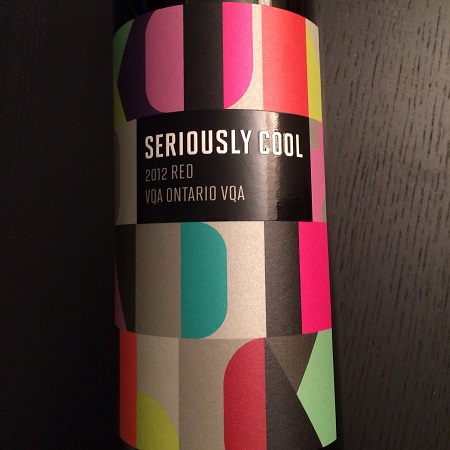 SERIOUSLY COOL
2012 RED
VQA ONTARIO VQA